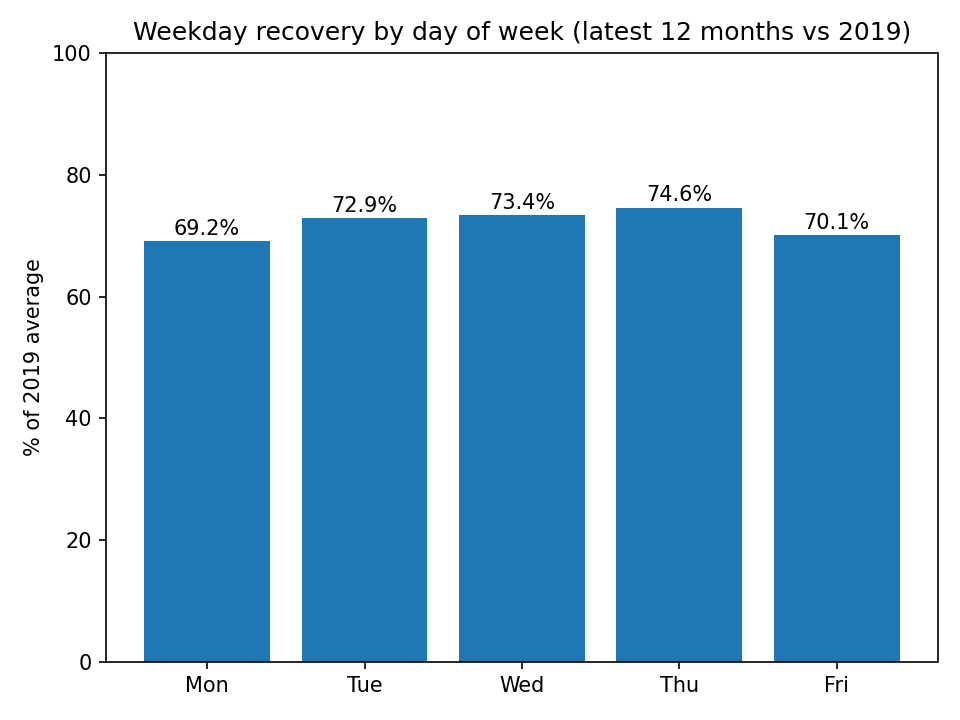 Weekday recovery by day of week (latest 12 months vs 2019)
100
80
60
40
20
0
% of 2019 average
69.2%
72.9%
73.4%
74.6%
70.1%
Mon
Tue
Wed
Thu
Fri